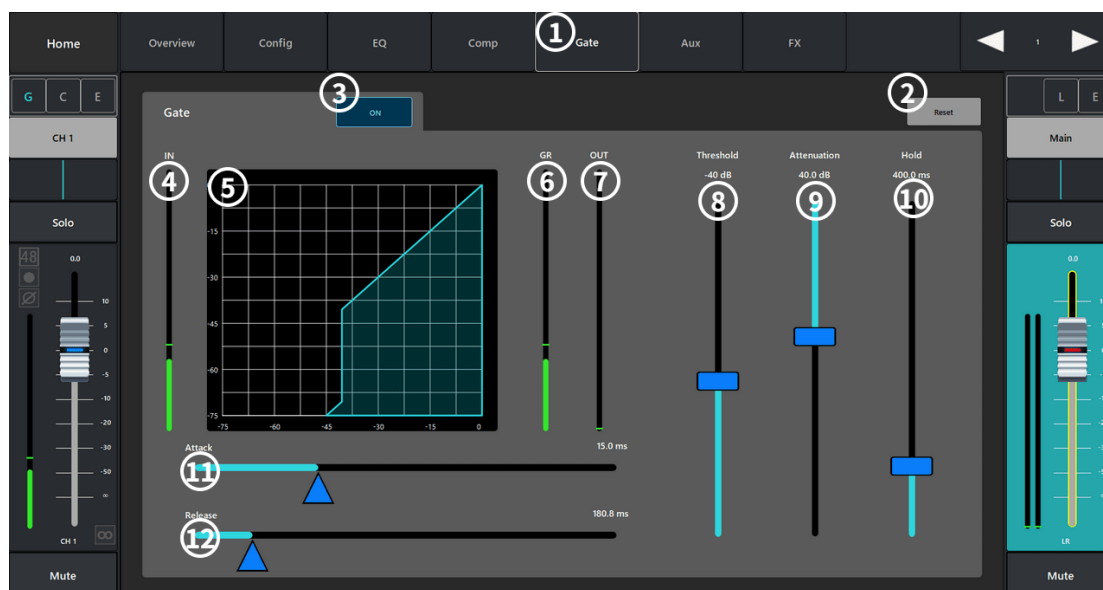 Home Overview Config EQ Comp 1 Gate Aux FX 1
G C E
3 2
L E
Gate ON Reset
CH 1
Main
IN GR OUT Threshold Attenuation Hold
-40 dB 40.0 dB 400.0 ms
4 5 6 7 8 9 10
Solo
Solo
-15
48 0.0
0.0
-30
10
5
-45
0
-60
-5
-75
-10
-75 -60 -45 -30 -15 0
-20
Attack 15.0 ms
-30
11
-50
∞
Release 180.8 ms
12
CH 1 ∞
LR
Mute
Mute